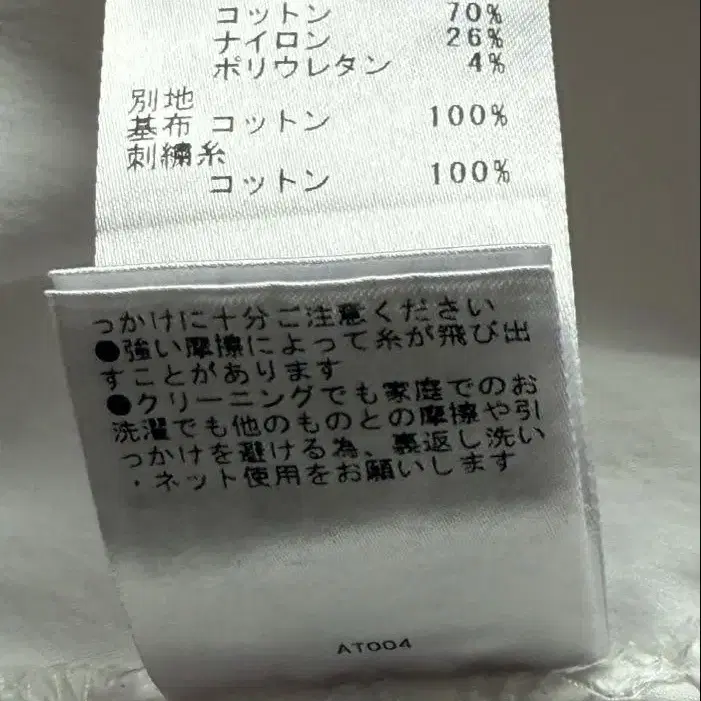 コットン 70%
ナイロン 26%
ポリウレタン 4%
別地
基布 コットン 100%
刺繍糸
コットン 100%
っかけに十分ご注意ください
●強い摩擦によって糸が飛び出
すことがあります
●クリーニングでも家庭でのお
洗濯でも他のものとの摩擦や引
っかけを避ける為、裏返し洗い
・ネット使用をお願いします
AT004